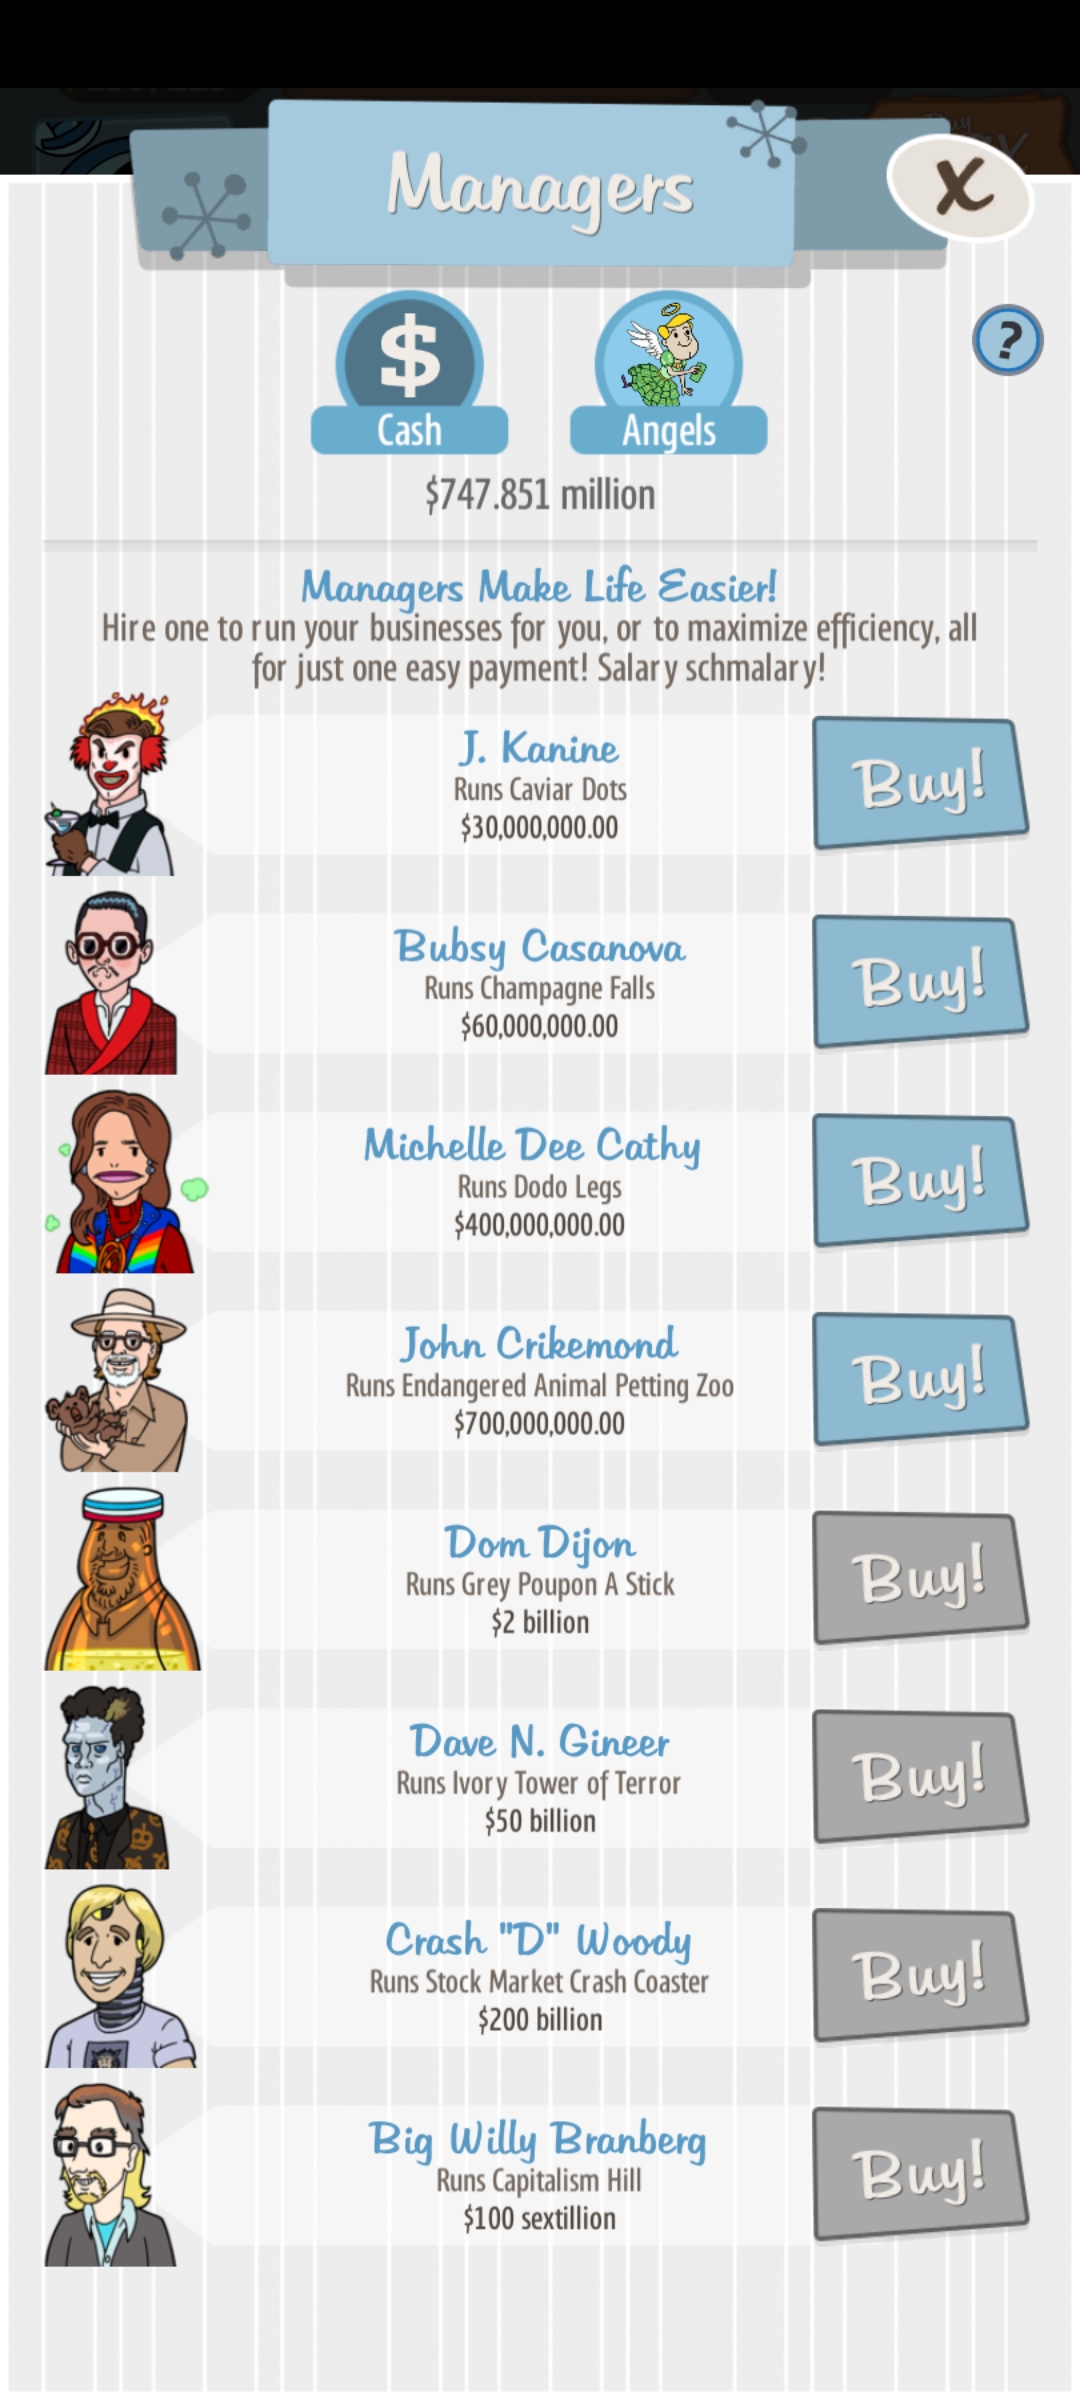 Managers
X
$
?
Cash
Angels
$747.851 million
Managers Make Life Easier!
Hire one to run your businesses for you, or to maximize efficiency, all
for just one easy payment! Salary schmalary!
J. Kanine
Runs Caviar Dots
$30,000,000.00
Buy!
Bubsy Casanova
Runs Champagne Falls
$60,000,000.00
Buy!
Michelle Dee Cathy
Runs Dodo Legs
$400,000,000.00
Buy!
John Crikemond
Runs Endangered Animal Petting Zoo
$700,000,000.00
Buy!
Dom Dijon
Runs Grey Poupon A Stick
$2 billion
Buy!
Dave N. Gineer
Runs Ivory Tower of Terror
$50 billion
Buy!
Crash "D" Woody
Runs Stock Market Crash Coaster
$200 billion
Buy!
Big Willy Branberg
Runs Capitalism Hill
$100 sextillion
Buy!